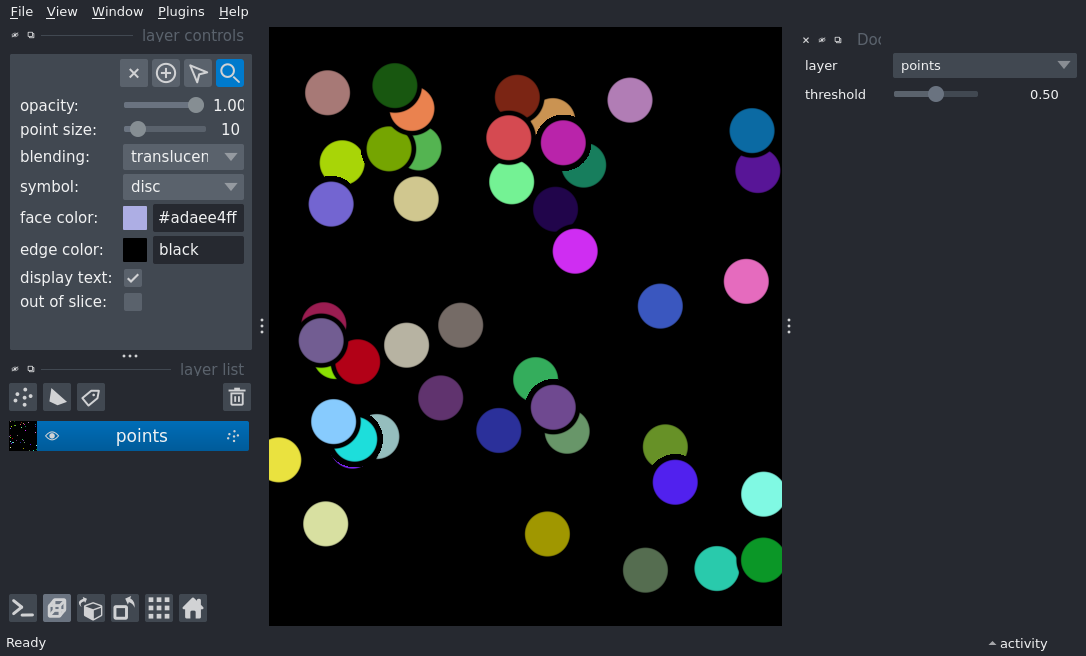 File View Window Plugins Help
layer controls
opacity: 1.00
point size: 10
blending: translucen
symbol: disc
face color: #adaee4ff
edge color: black
display text:
out of slice:
layer list
points
Ready
Doc
layer points
threshold 0.50
activity